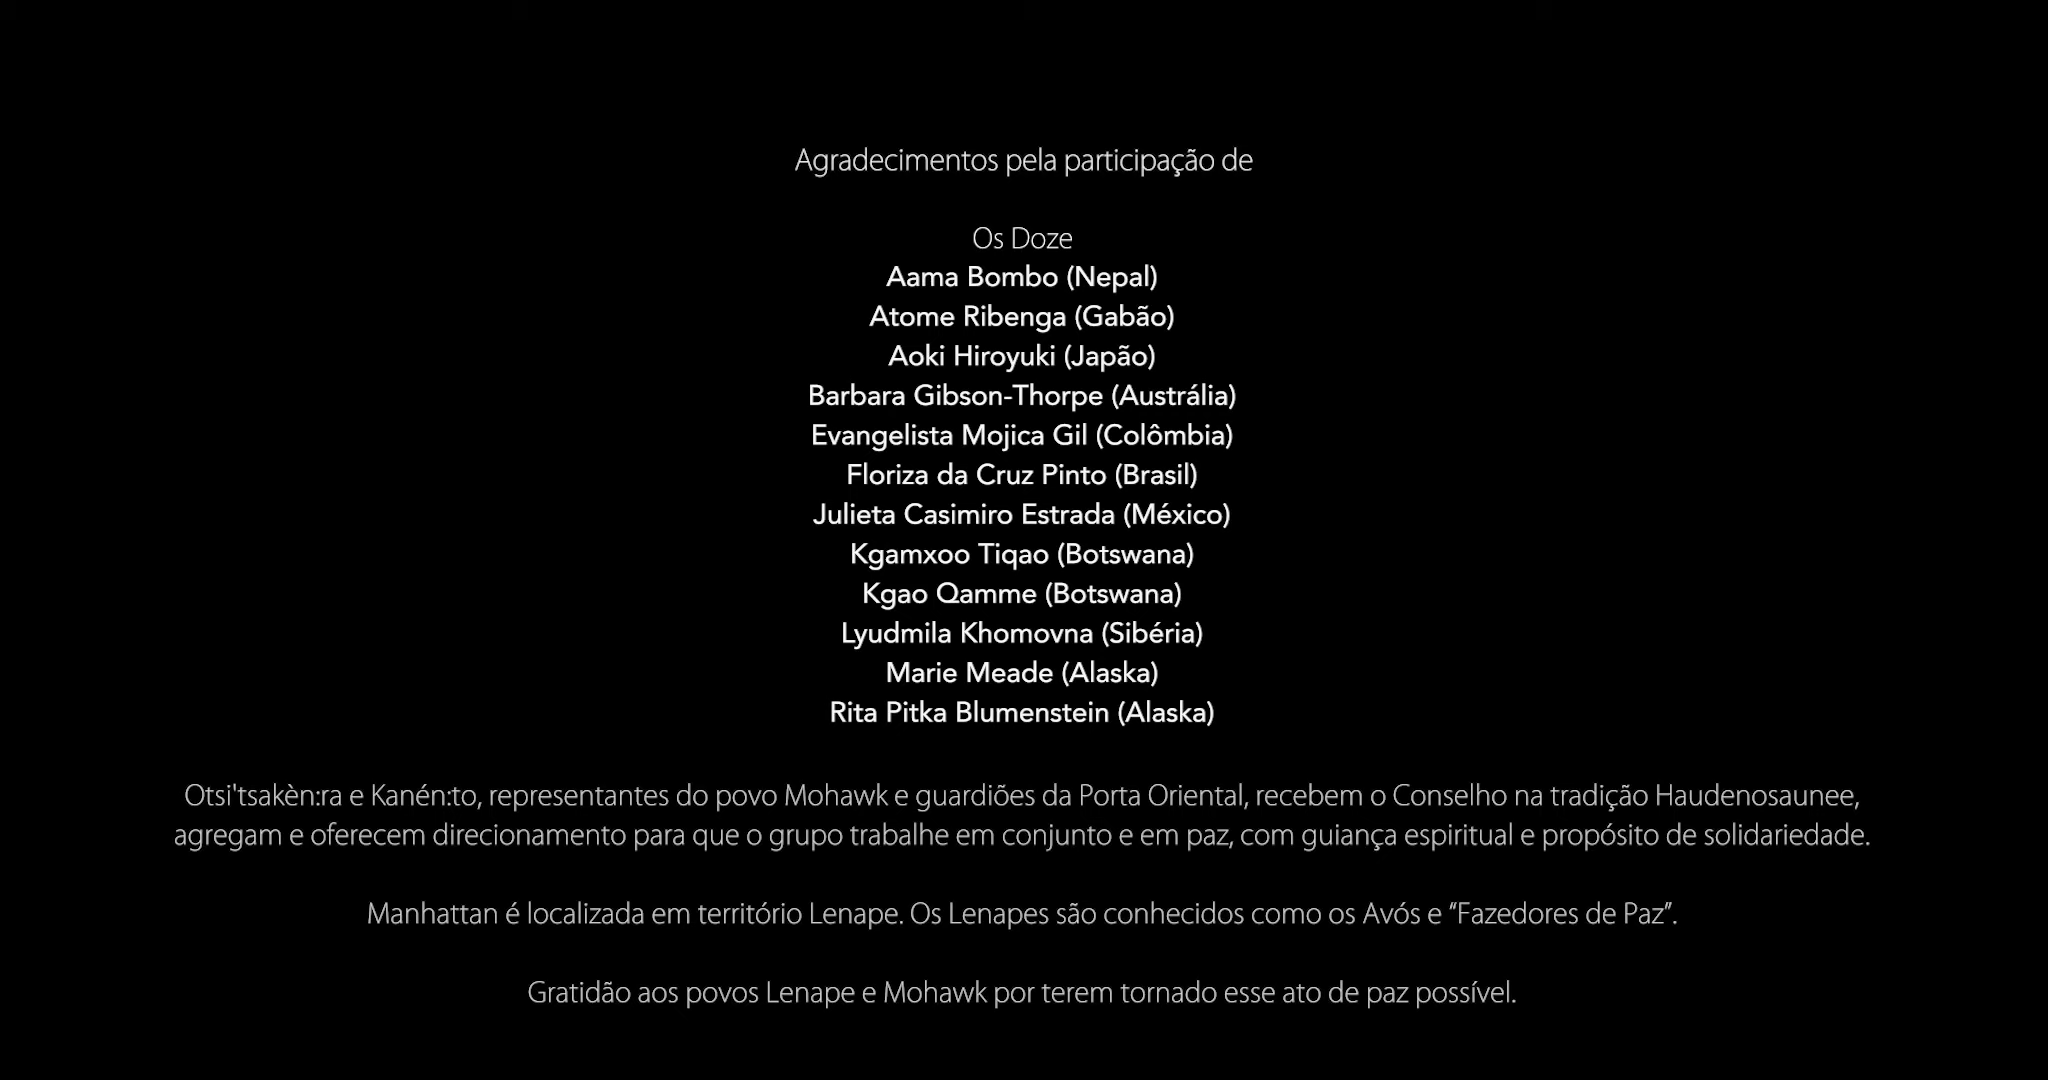 Agradecimentos pela participação de
Os Doze
Aama Bombo (Nepal)
Atome Ribenga (Gabão)
Aoki Hiroyuki (Japão)
Barbara Gibson-Thorpe (Austrália)
Evangelista Mojica Gil (Colômbia)
Floriza da Cruz Pinto (Brasil)
Julieta Casimiro Estrada (México)
Kgamxoo Tiqao (Botswana)
Kgao Qamme (Botswana)
Lyudmila Khomovna (Sibéria)
Marie Meade (Alaska)
Rita Pitka Blumenstein (Alaska)
Otsi'tsakèn:ra e Kanén:to, representantes do povo Mohawk e guardiões da Porta Oriental, recebem o Conselho na tradição Haudenosaunee,
agregam e oferecem direcionamento para que o grupo trabalhe em conjunto e em paz, com guiança espiritual e propósito de solidariedade.
Manhattan é localizada em território Lenape. Os Lenapes são conhecidos como os Avós e “Fazedores de Paz”.
Gratidão aos povos Lenape e Mohawk por terem tornado esse ato de paz possível.